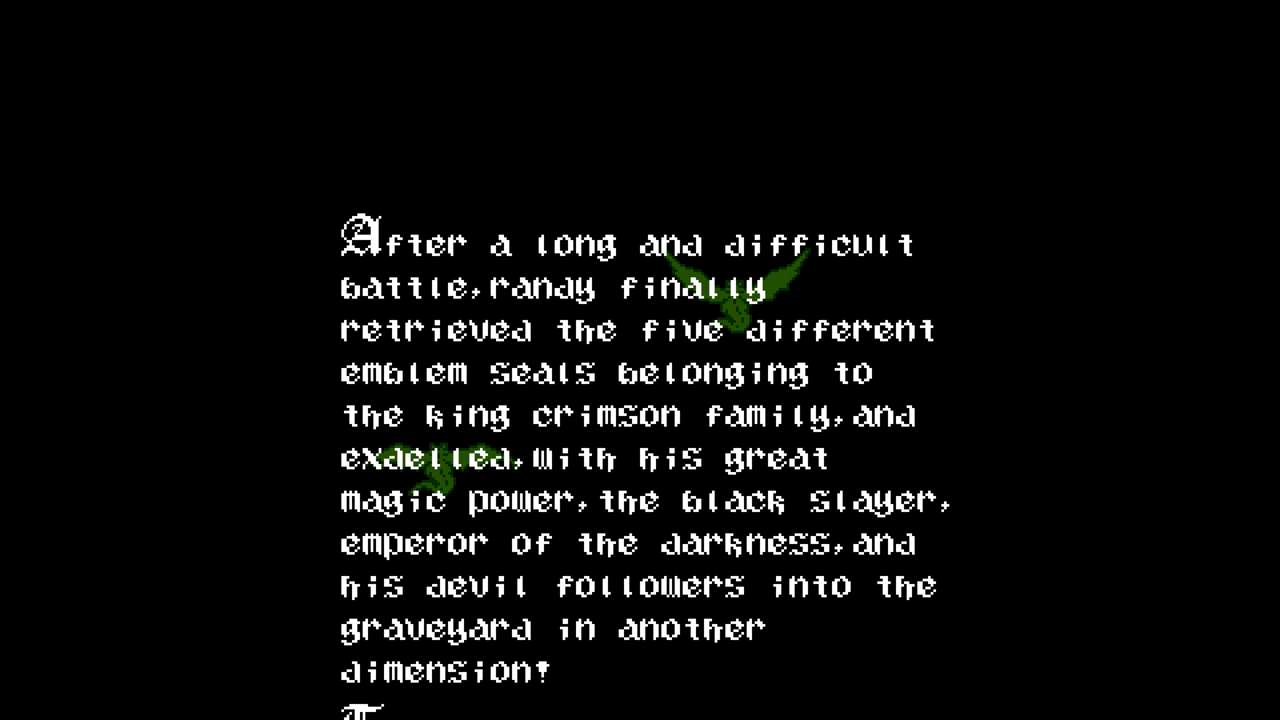 After a long and difficult
battle,randy finally
retrieved the five different
emblem seals belonging to
the king crimson family,and
exdelled,with his great
magic power,the black slayer,
emperor of the darkness,and
his devil followers into the
graveyard in another
dimension!